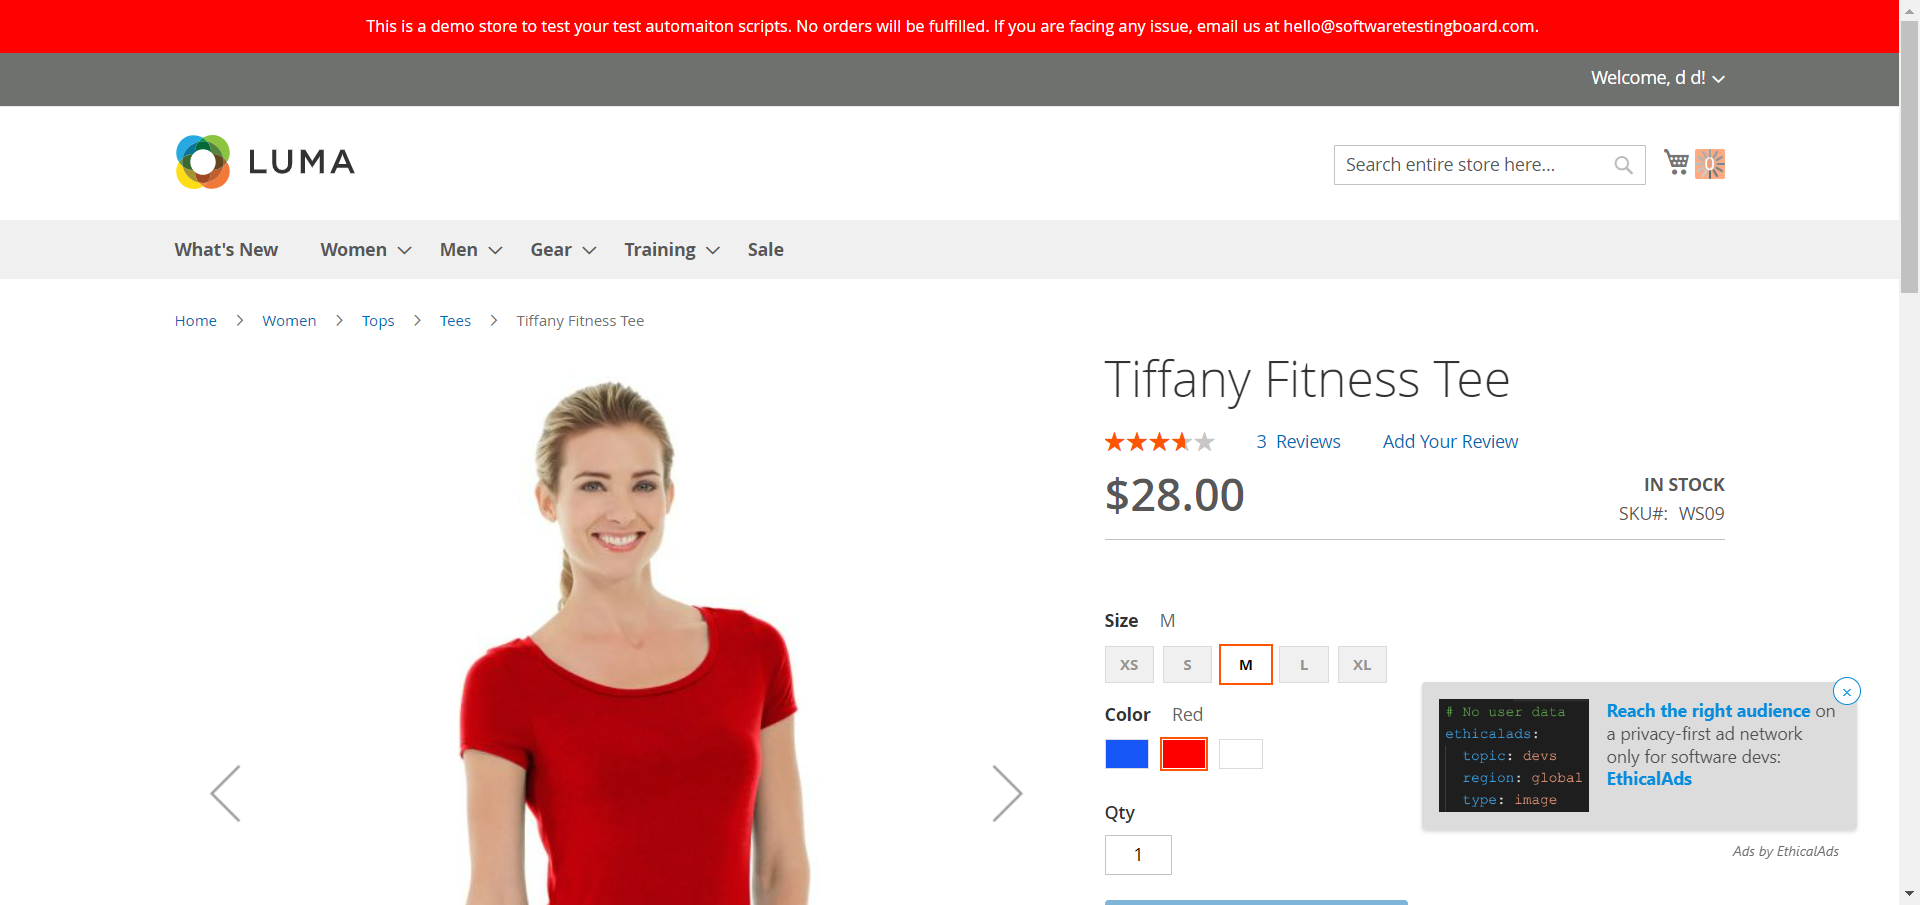 This is a demo store to test your test automaiton scripts. No orders will be fulfilled. If you are facing any issue, email us at hello@softwaretestingboard.com.
Welcome, d d!
LUMA
Search entire store here...
0
What's New
Women
Men
Gear
Training
Sale
Home
Women
Tops
Tees
Tiffany Fitness Tee
Tiffany Fitness Tee
3 Reviews
Add Your Review
$28.00
IN STOCK
SKU#: WS09
Size M
XS S M L XL
Color Red
Qty
1
# No user data
ethicalads:
topic: devs
region: global
type: image
Reach the right audience on
a privacy-first ad network
only for software devs:
EthicalAds
×
Ads by EthicalAds